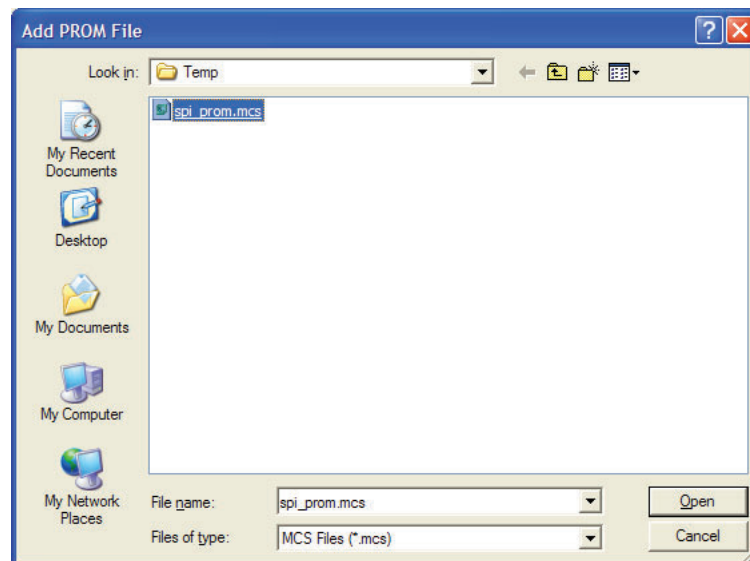 Add PROM File
Look in: Temp
spi_prom.mcs
My Recent
Documents
Desktop
My Documents
My Computer
My Network
Places
File name: spi_prom.mcs Open
Files of type: MCS Files (*.mcs) Cancel